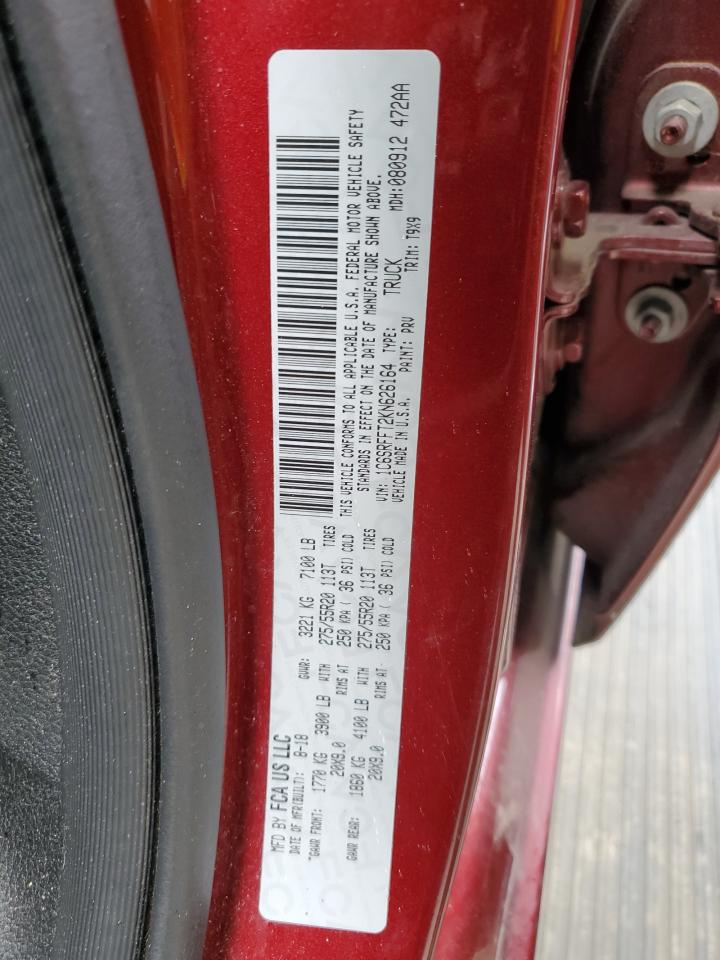 MFD BY FCA US LLC
DATE OF MFR(BUILT): 8-18 GVWR: 3221 KG 7100 LB
GAWR FRONT: 1770 KG 3900 LB WITH 275/55R20 113T TIRES
20X9.0 RIMS AT 250 KPA ( 36 PSI) COLD
GAWR REAR: 1860 KG 4100 LB WITH 275/55R20 113T TIRES
20X9.0 RIMS AT 250 KPA ( 36 PSI) COLD
THIS VEHICLE CONFORMS TO ALL APPLICABLE U.S.A. FEDERAL MOTOR VEHICLE SAFETY
STANDARDS IN EFFECT ON THE DATE OF MANUFACTURE SHOWN ABOVE.
VIN: 1C6SRFFT2KN626164 TYPE: TRUCK MDH:080912 472AA
VEHICLE MADE IN U.S.A. PAINT: PRV TRIM: T9X9